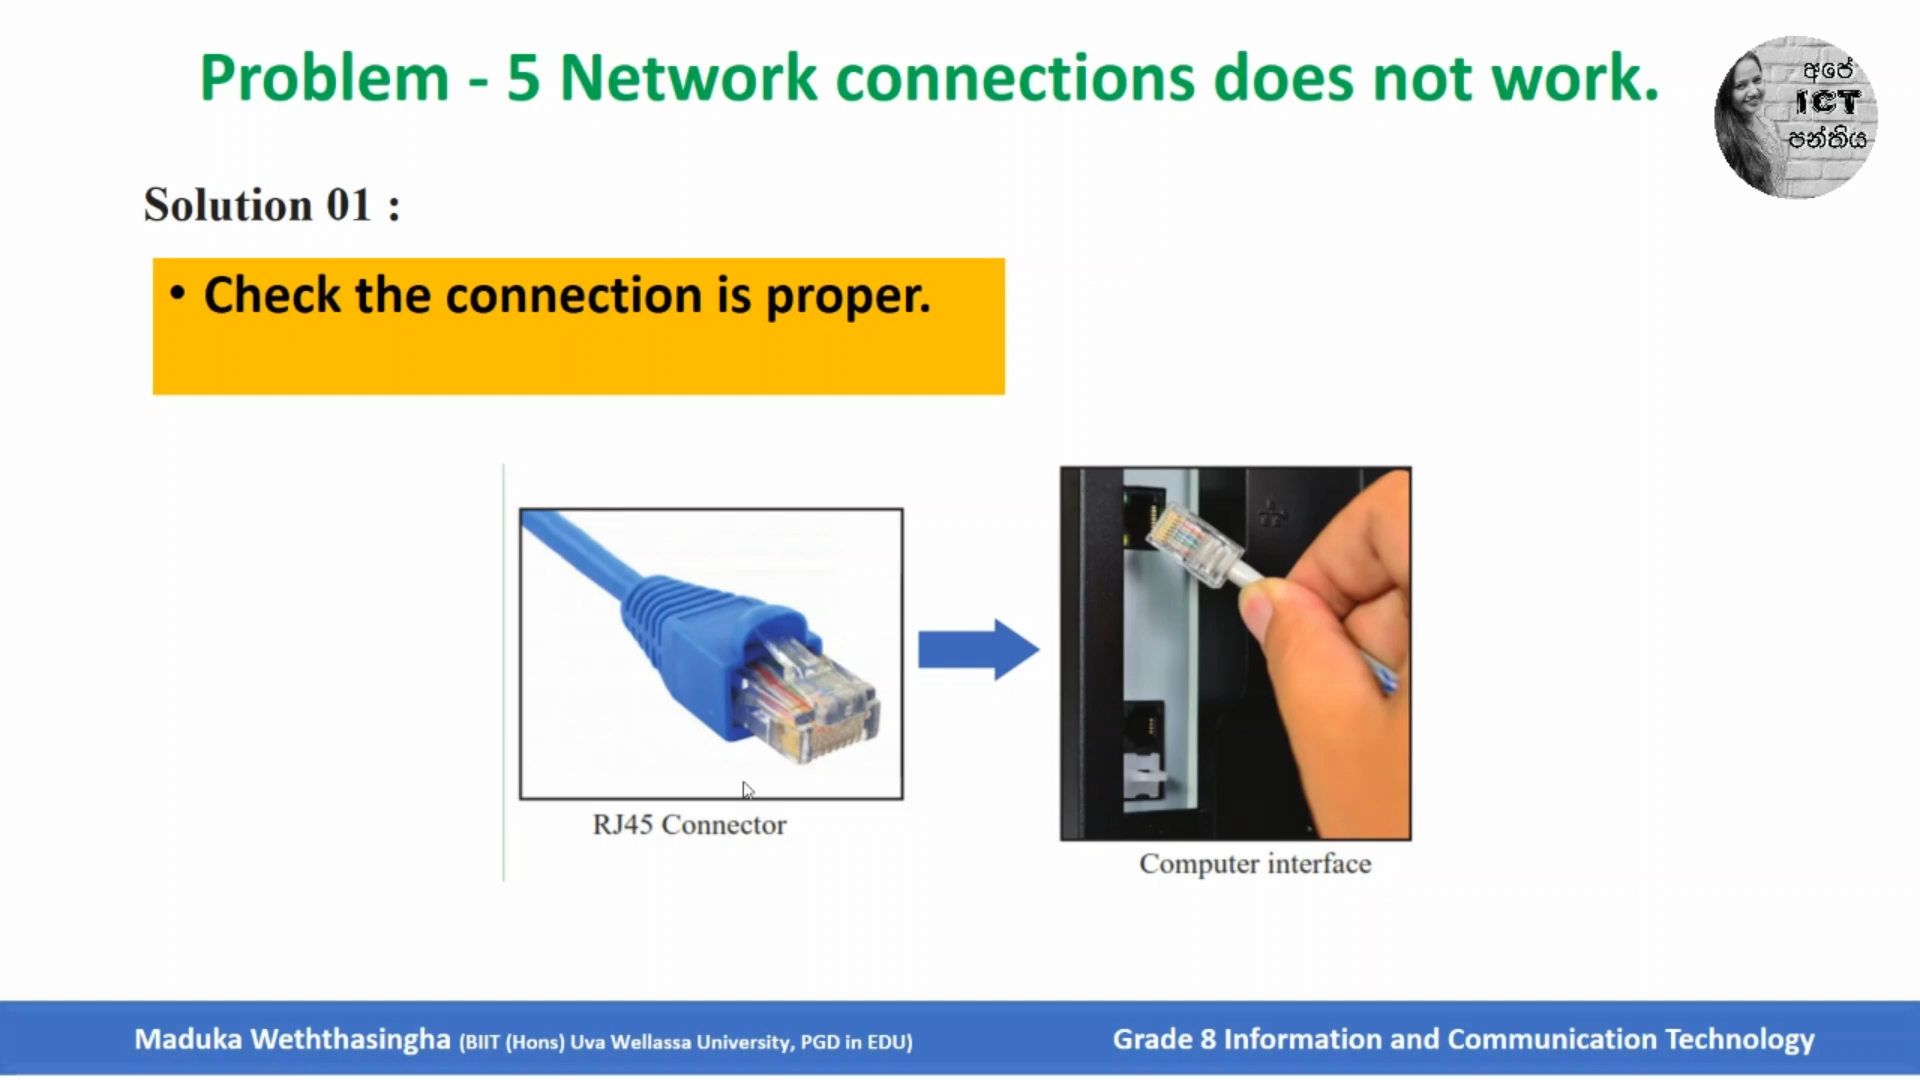 Problem - 5 Network connections does not work.
අපේ
ICT
පන්තිය
Solution 01 :
• Check the connection is proper.
RJ45 Connector
Computer interface
Maduka Weththasingha (BIIT (Hons) Uva Wellassa University, PGD in EDU)
Grade 8 Information and Communication Technology